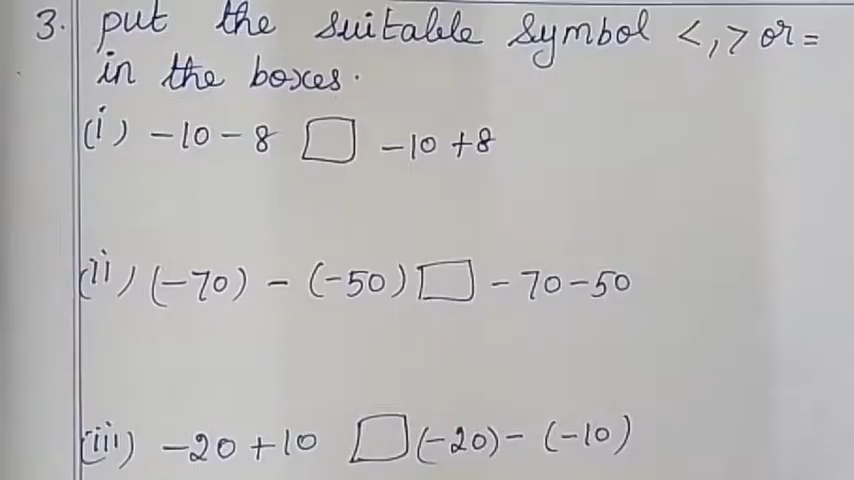 3. put the suitable symbol <, > or =
in the boxes.
(i) -10 - 8 □ -10 + 8
(ii) (-70) - (-50) □ -70-50
(iii) -20 + 10 □ (-20) - (-10)